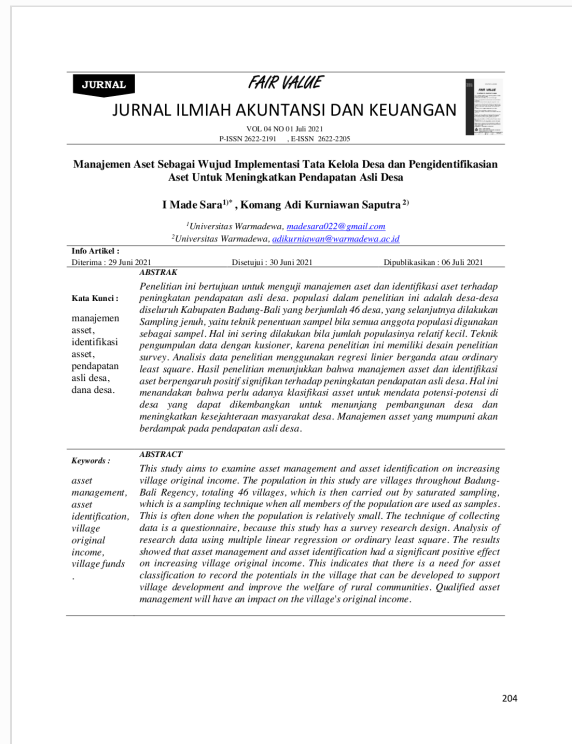 JURNAL
FAIR VALUE
JURNAL ILMIAH AKUNTANSI DAN KEUANGAN
VOL 04 NO 01 Juli 2021
P-ISSN 2622-2191 , E-ISSN 2622-2205
Manajemen Aset Sebagai Wujud Implementasi Tata Kelola Desa dan Pengidentifikasian
Aset Untuk Meningkatkan Pendapatan Asli Desa
I Made Sara1)* , Komang Adi Kurniawan Saputra 2)
1Universitas Warmadewa, madesara022@gmail.com
2Universitas Warmadewa, adikurniawan@warmadewa.ac.id
Info Artikel :
Diterima : 29 Juni 2021 Disetujui : 30 Juni 2021 Dipublikasikan : 06 Juli 2021
ABSTRAK
Kata Kunci :
manajemen
asset,
identifikasi
asset,
pendapatan
asli desa,
dana desa.
Penelitian ini bertujuan untuk menguji manajemen aset dan identifikasi aset terhadap
peningkatan pendapatan asli desa. populasi dalam penelitian ini adalah desa-desa
diseluruh Kabupaten Badung-Bali yang berjumlah 46 desa, yang selanjutnya dilakukan
Sampling jenuh, yaitu teknik penentuan sampel bila semua anggota populasi digunakan
sebagai sampel. Hal ini sering dilakukan bila jumlah populasinya relatif kecil. Teknik
pengumpulan data dengan kusioner, karena penelitian ini memiliki desain penelitian
survey. Analisis data penelitian menggunakan regresi linier berganda atau ordinary
least square. Hasil penelitian menunjukkan bahwa manajemen asset dan identifikasi
asset berpengaruh positif signifikan terhadap peningkatan pendapatan asli desa. Hal ini
menandakan bahwa perlu adanya klasifikasi asset untuk mendata potensi-potensi di
desa yang dapat dikembangkan untuk menunjang pembangunan desa dan
meningkatkan kesejahteraan masyarakat desa. Manajemen asset yang mumpuni akan
berdampak pada pendapatan asli desa.
Keywords :
asset
management,
asset
identification,
village
original
income,
village funds
.
ABSTRACT
This study aims to examine asset management and asset identification on increasing
village original income. The population in this study are villages throughout Badung-
Bali Regency, totaling 46 villages, which is then carried out by saturated sampling,
which is a sampling technique when all members of the population are used as samples.
This is often done when the population is relatively small. The technique of collecting
data is a questionnaire, because this study has a survey research design. Analysis of
research data using multiple linear regression or ordinary least square. The results
showed that asset management and asset identification had a significant positive effect
on increasing village original income. This indicates that there is a need for asset
classification to record the potentials in the village that can be developed to support
village development and improve the welfare of rural communities. Qualified asset
management will have an impact on the village's original income.
204